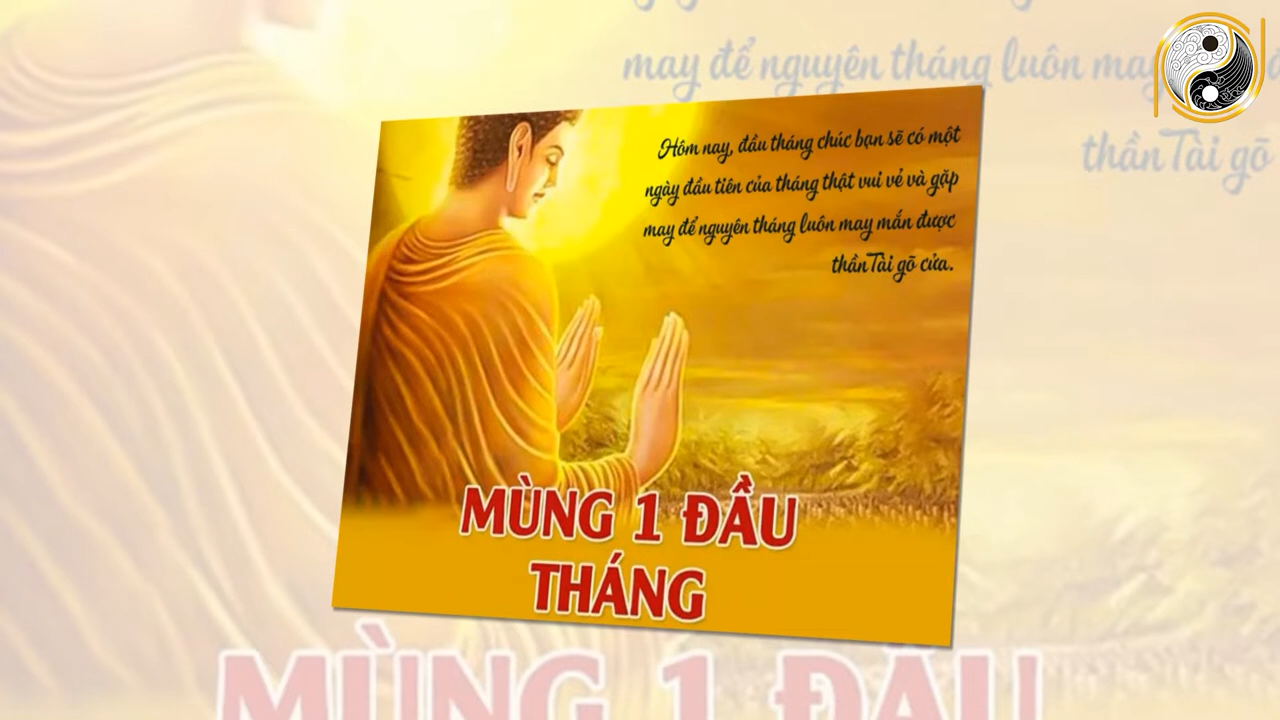 may để nguyên tháng luôn may
thần Tài gõ
Hôm nay, đầu tháng chúc bạn sẽ có một
ngày đầu tiên của tháng thật vui vẻ và gặp
may để nguyên tháng luôn may mắn được
thần Tài gõ cửa.
MÙNG 1 ĐẦU
THÁNG
MÙNG 1 ĐẦU